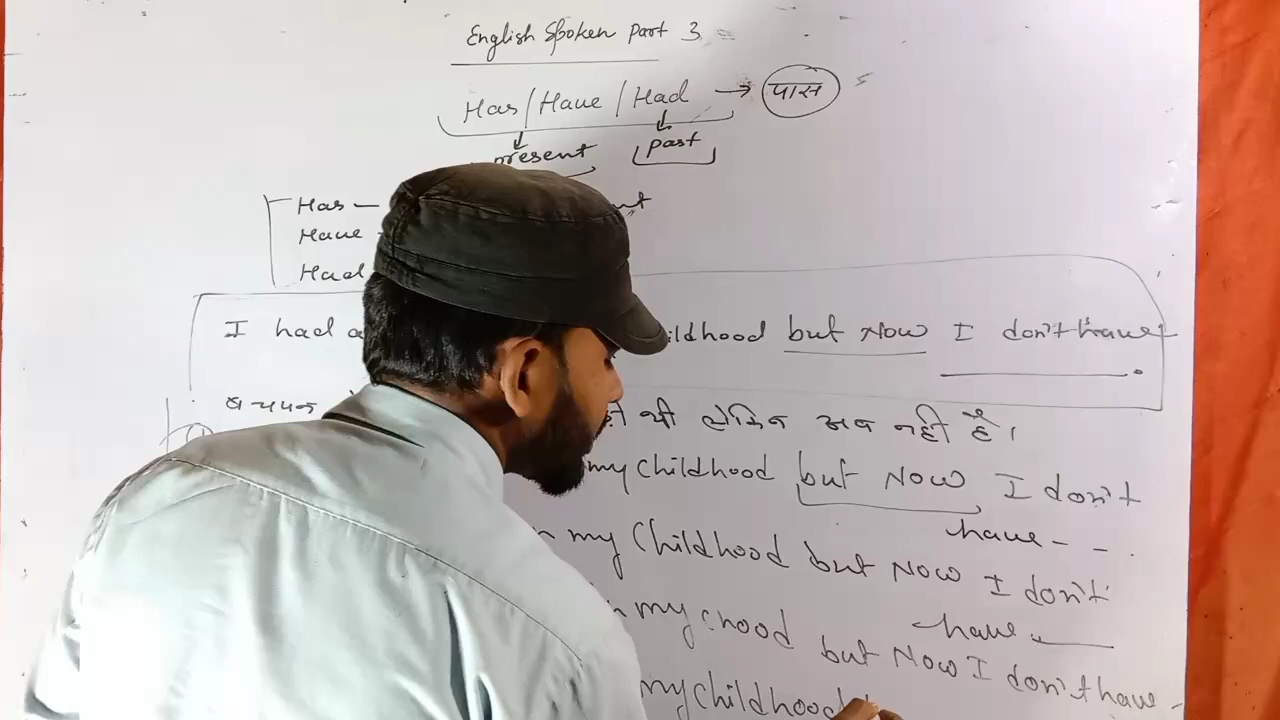 English Spoken Part 3
Has/Have/Had → पास
present past
Has —
Have
Had
I had childhood but Now I don't have
बचपन थी लेकिन अब नहीं है।
my childhood but Now I don't
have - - .
in my Childhood but Now I don't
have
my chood but Now I don't have -
my childhood